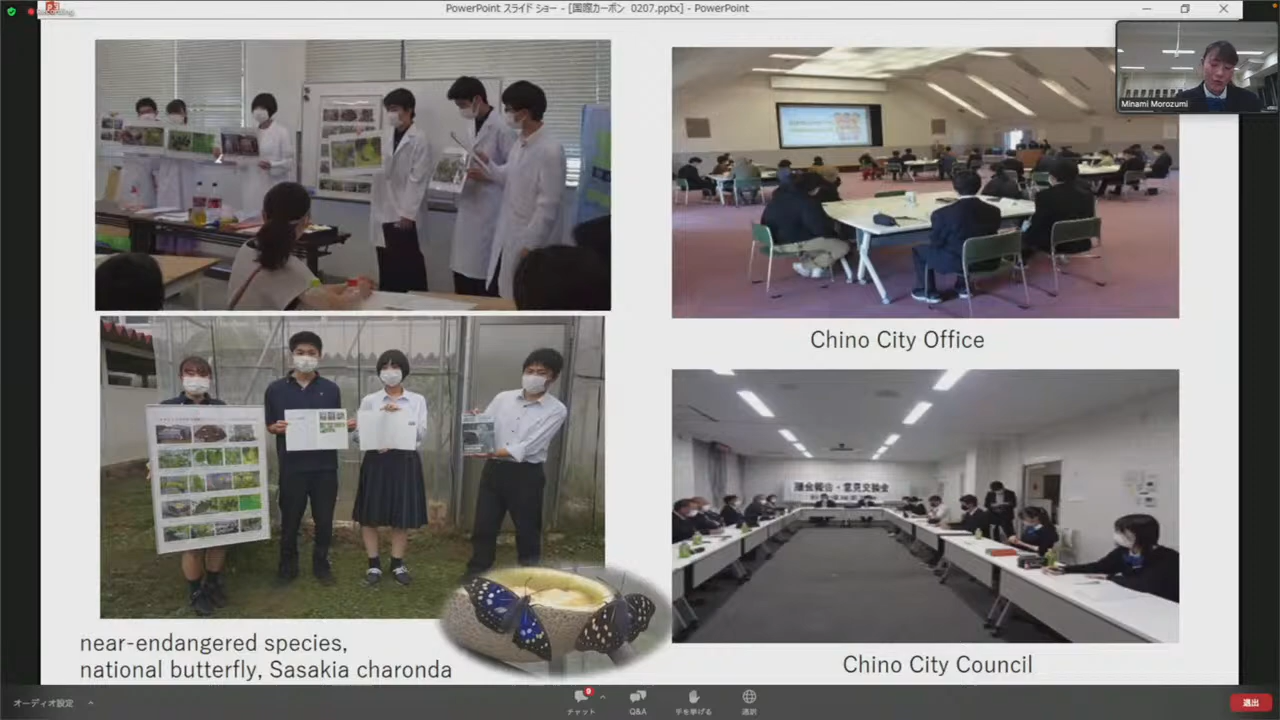 PowerPoint スライド ショー - [国際カーボン 0207.pptx] - PowerPoint
Minami Morozumi
Chino City Office
議会報告・意見交換会
near-endangered species,
national butterfly, Sasakia charonda
Chino City Council
オーディオ設定
チャット
9
Q&A
手を挙げる
通訳
退出